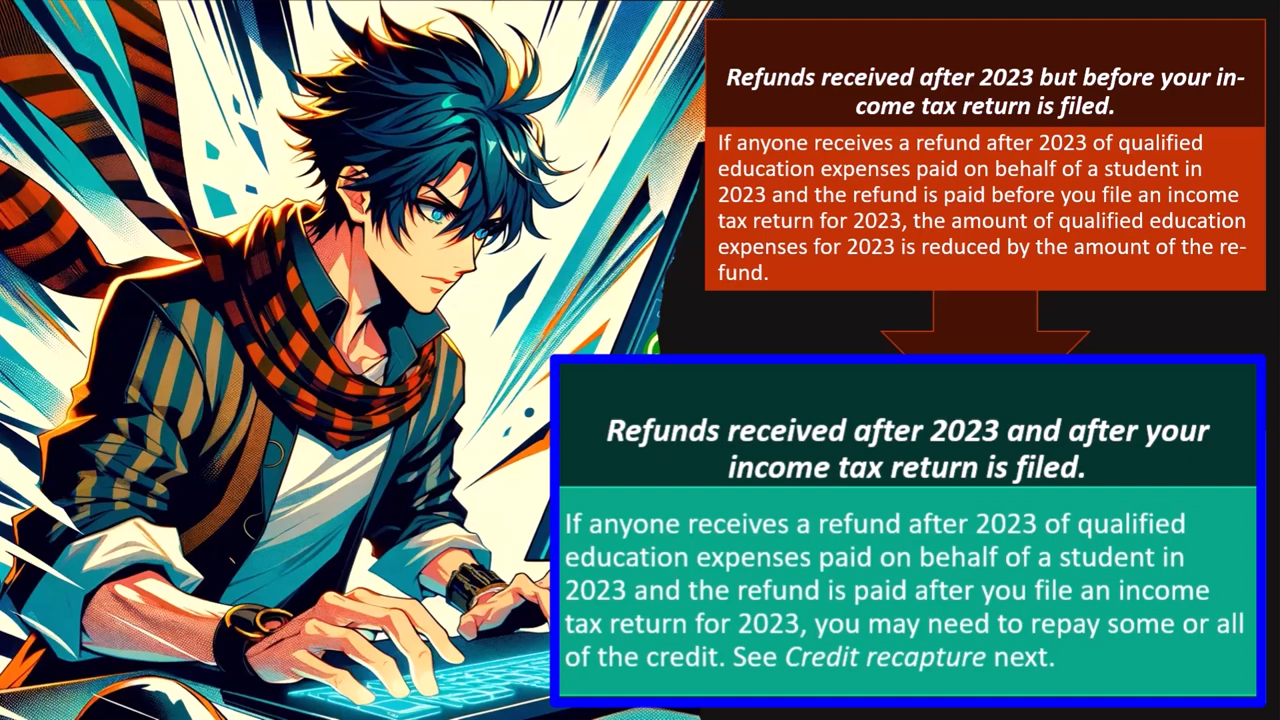 Refunds received after 2023 but before your in-
come tax return is filed.
If anyone receives a refund after 2023 of qualified
education expenses paid on behalf of a student in
2023 and the refund is paid before you file an income
tax return for 2023, the amount of qualified education
expenses for 2023 is reduced by the amount of the re-
fund.
Refunds received after 2023 and after your
income tax return is filed.
If anyone receives a refund after 2023 of qualified
education expenses paid on behalf of a student in
2023 and the refund is paid after you file an income
tax return for 2023, you may need to repay some or all
of the credit. See Credit recapture next.